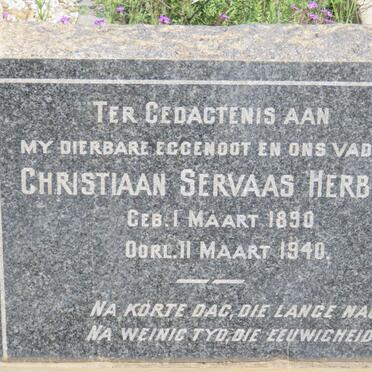 TER GEDACTENIS AAN
MY DIERBARE EGGENOOT EN ONS VAD
CHRISTIAAN SERVAAS HERB
GEB. 1 MAART 1890
OORL. 11 MAART 1940.
NA KORTE DAG, DIE LANGE NA
NA WEINIG TYD, DIE EEUWIGHEID